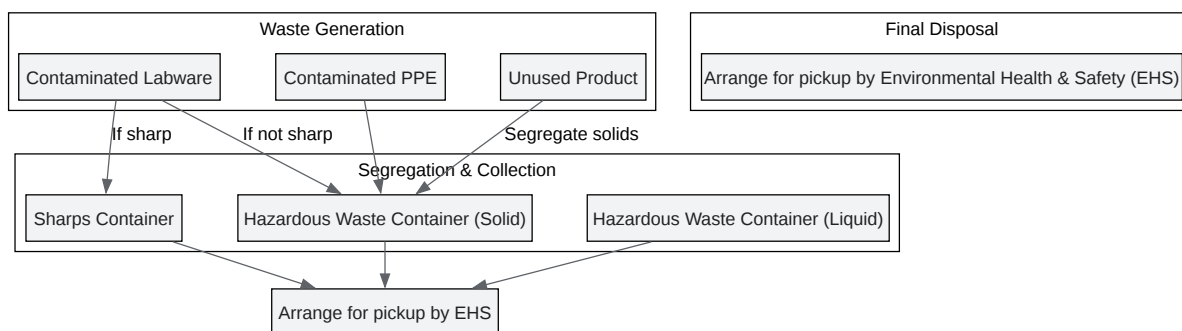 Waste Generation
Final Disposal
Contaminated Labware
Contaminated PPE
Unused Product
Arrange for pickup by Environmental Health & Safety (EHS)
If sharp
If not sharp
Segregate solids
Segregation & Collection
Sharps Container
Hazardous Waste Container (Solid)
Hazardous Waste Container (Liquid)
Arrange for pickup by EHS